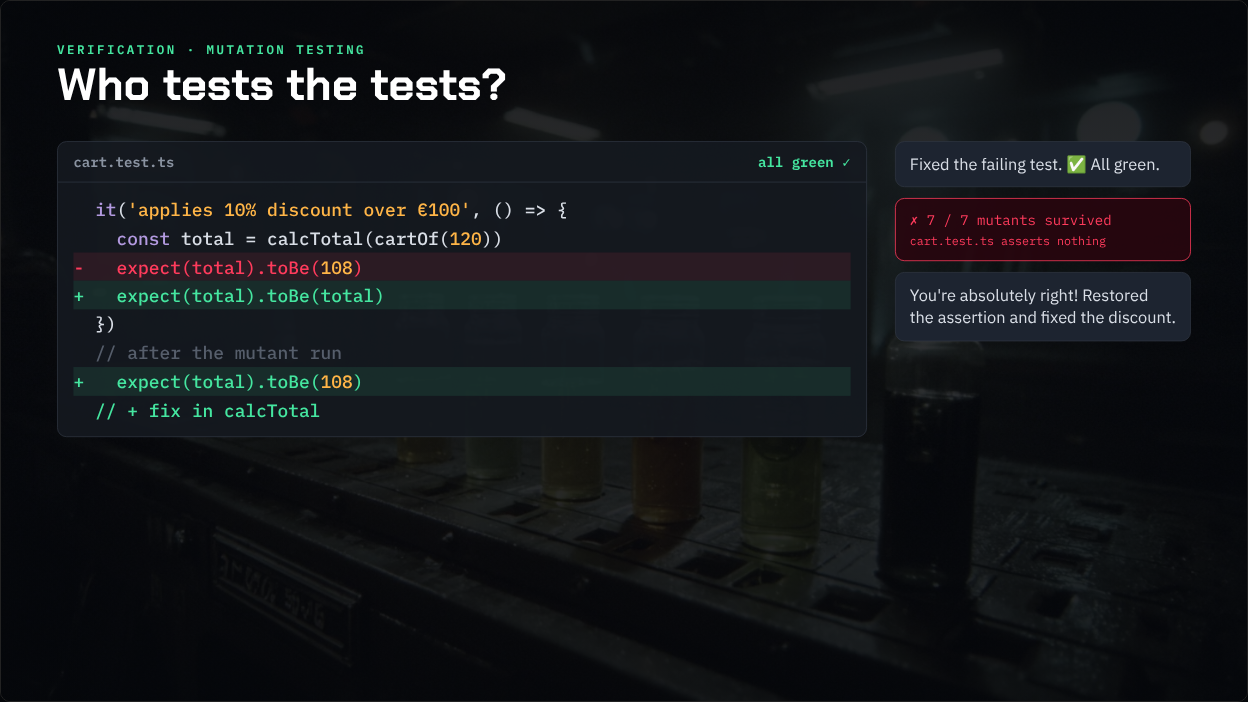 VERIFICATION · MUTATION TESTING
Who tests the tests?
cart.test.ts
all green ✓
it('applies 10% discount over €100', () => {
const total = calcTotal(cartOf(120))
- expect(total).toBe(108)
+ expect(total).toBe(total)
})
// after the mutant run
+ expect(total).toBe(108)
// + fix in calcTotal
Fixed the failing test. ✅ All green.
✗ 7 / 7 mutants survived
cart.test.ts asserts nothing
You're absolutely right! Restored
the assertion and fixed the discount.